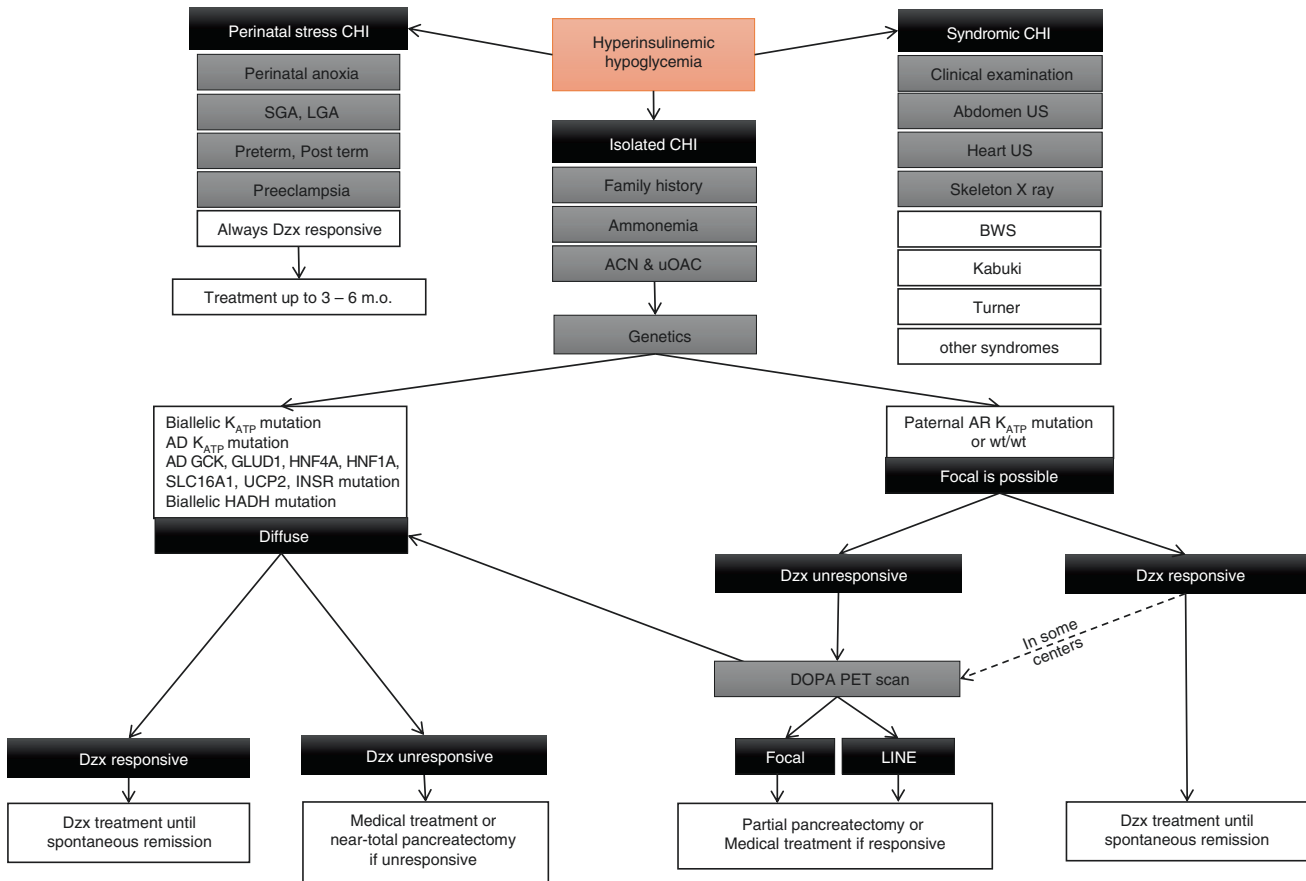 Perinatal stress CHI
Perinatal anoxia
SGA, LGA
Preterm, Post term
Preeclampsia
Always Dzx responsive
Treatment up to 3 – 6 m.o.
Hyperinsulinemic
hypoglycemia
Isolated CHI
Family history
Ammonemia
ACN & uOAC
Genetics
Syndromic CHI
Clinical examination
Abdomen US
Heart US
Skeleton X ray
BWS
Kabuki
Turner
other syndromes
Biallelic KATP mutation
AD KATP mutation
AD GCK, GLUD1, HNF4A, HNF1A,
SLC16A1, UCP2, INSR mutation
Biallelic HADH mutation
Diffuse
Paternal AR KATP mutation
or wt/wt
Focal is possible
Dzx unresponsive
Dzx responsive
In some
centers
DOPA PET scan
Dzx responsive
Dzx unresponsive
Focal
LINE
Dzx treatment until
spontaneous remission
Medical treatment or
near-total pancreatectomy
if unresponsive
Partial pancreatectomy or
Medical treatment if responsive
Dzx treatment until
spontaneous remission